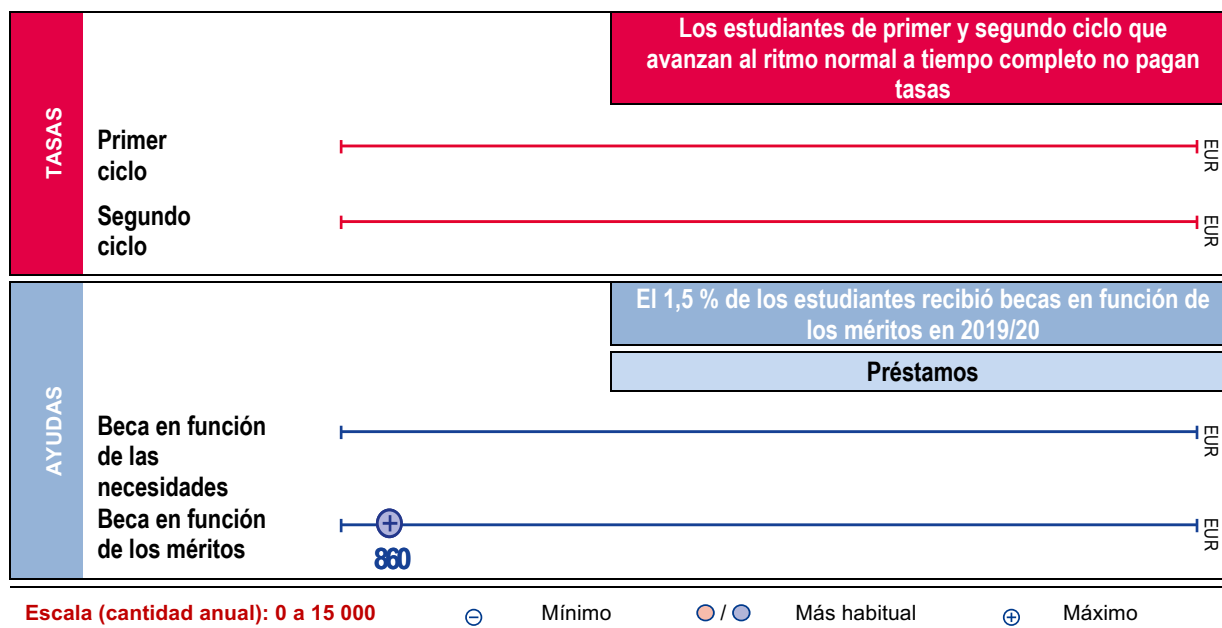 Los estudiantes de primer y segundo ciclo que
avanzan al ritmo normal a tiempo completo no pagan
tasas
TASAS
Primer
ciclo
EUR
Segundo
ciclo
EUR
El 1,5 % de los estudiantes recibió becas en función de
los méritos en 2019/20
Préstamos
AYUDAS
Beca en función
de las
necesidades
EUR
Beca en función
de los méritos
860
EUR
Escala (cantidad anual): 0 a 15 000
Mínimo
/
Más habitual
Máximo